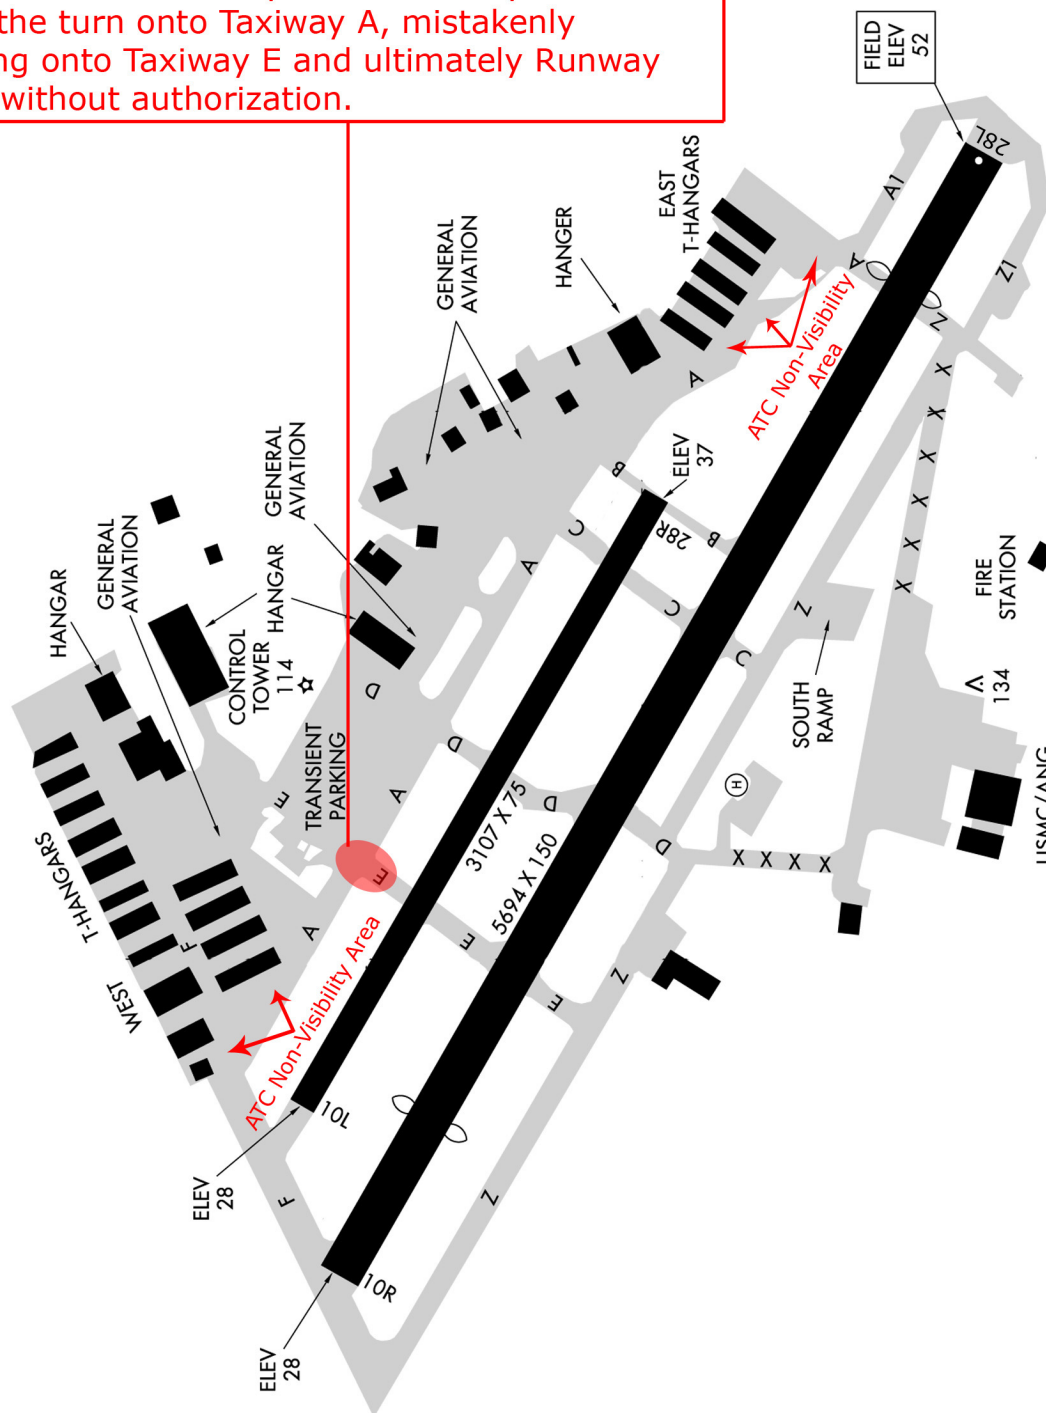 the turn onto Taxiway A, mistakenly
onto Taxiway E and ultimately Runway
without authorization.
FIELD
ELEV
52
28L
A1
EAST
T-HANGARS
HANGER
GENERAL
AVIATION
A
Z1
Z
ATC Non-Visibility
Area
A
X
X
X
X
X
X
B
ELEV
37
28R
B
C
A
C
C
GENERAL
AVIATION
GENERAL
AVIATION
HANGAR
HANGAR
CONTROL
TOWER
114
D
FIRE
STATION
Z
134
SOUTH
RAMP
TRANSIENT
PARKING
E
A
D
D
D
H
X X X X
3107 X 75
5694 X 150
USMC/ANG
WEST
T-HANGARS
F
E
A
E
E
Z
ATC Non-Visibility Area
10L
ELEV
28
F
Z
10R
ELEV
28